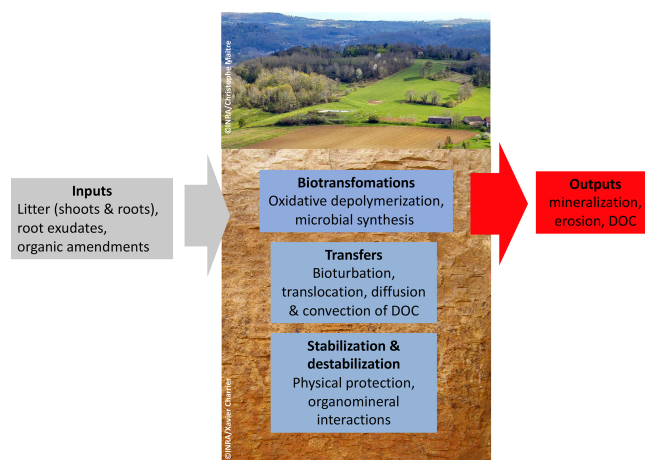 ©INRA/Christophe Maitre
Inputs
Litter (shoots & roots),
root exudates,
organic amendments
Biotransfomations
Oxidative depolymerization,
microbial synthesis
Outputs
mineralization,
erosion, DOC
Transfers
Bioturbation,
translocation, diffusion
& convection of DOC
Stabilization &
destabilization
Physical protection,
organomineral
interactions
©INRA/Xavier Charrier